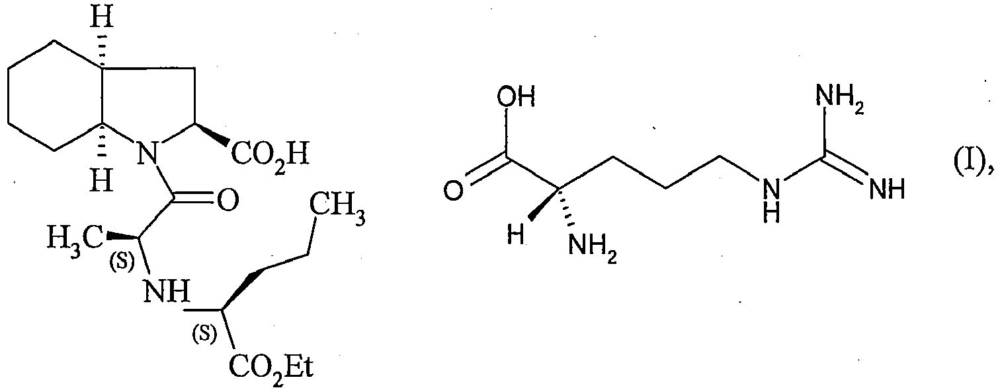 H
OH
NH₂
N
CO₂H
(I),
H
O
O
CH₃
NH
N
H
H₃C
(S)
H
NH₂
NH
(S)
CO₂Et